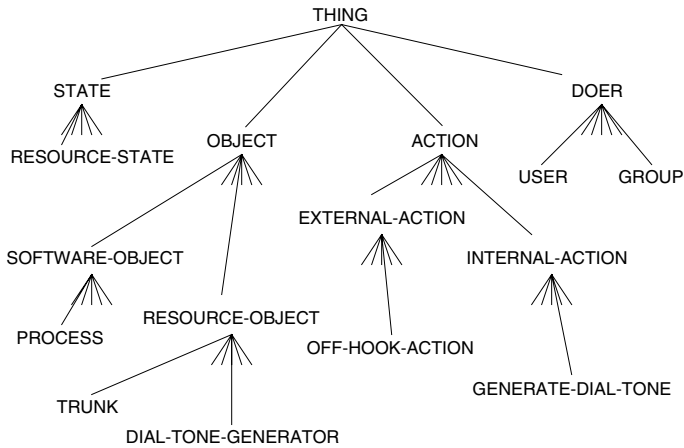 THING
STATE
DOER
OBJECT
ACTION
RESOURCE-STATE
USER
GROUP
EXTERNAL-ACTION
SOFTWARE-OBJECT
INTERNAL-ACTION
RESOURCE-OBJECT
PROCESS
OFF-HOOK-ACTION
GENERATE-DIAL-TONE
TRUNK
DIAL-TONE-GENERATOR